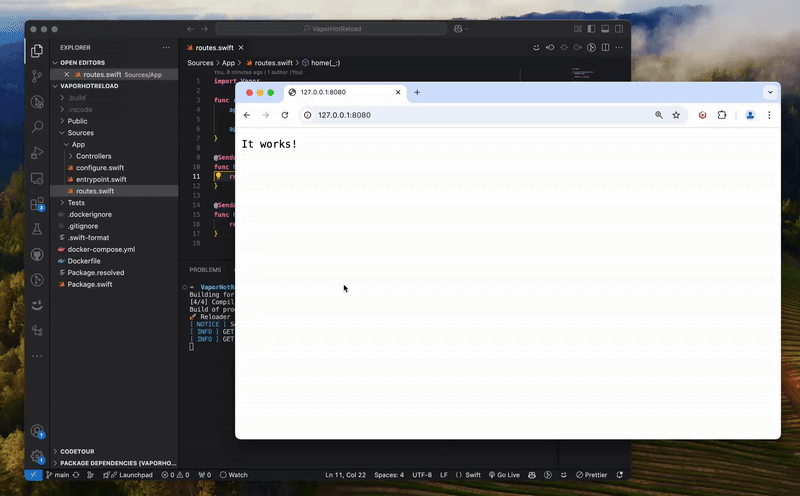 VaporHotReload
EXPLORER
routes.swift
OPEN EDITORS
routes.swift Sources/App
VAPORHOTRELOAD
.build
.vscode
Public
Sources
App
Controllers
configure.swift
entrypoint.swift
routes.swift
Tests
.dockerignore
.gitignore
.swift-format
docker-compose.yml
Dockerfile
Package.resolved
Package.swift
CODETOUR
PACKAGE DEPENDENCIES (VAPORHO...
Sources > App > routes.swift > home(_:)
You, 8 minutes ago | 1 author (You)
1 import Vapor
2
3 func
4
5
6
7 }
8
9 @Send
10 func
11
12 }
13
14 @Send
15 func
16
17 }
18
PROBLEMS
Building for
[4/4] Compil
Build of pro
Reloader
[ NOTICE ] S
[ INFO ] GET
[ INFO ] GET
127.0.0.1:8080
127.0.0.1:8080
It works!
main
Launchpad
0 0
0
Watch
Ln 11, Col 22
Spaces: 4
UTF-8
LF
Swift
Go Live
Prettier